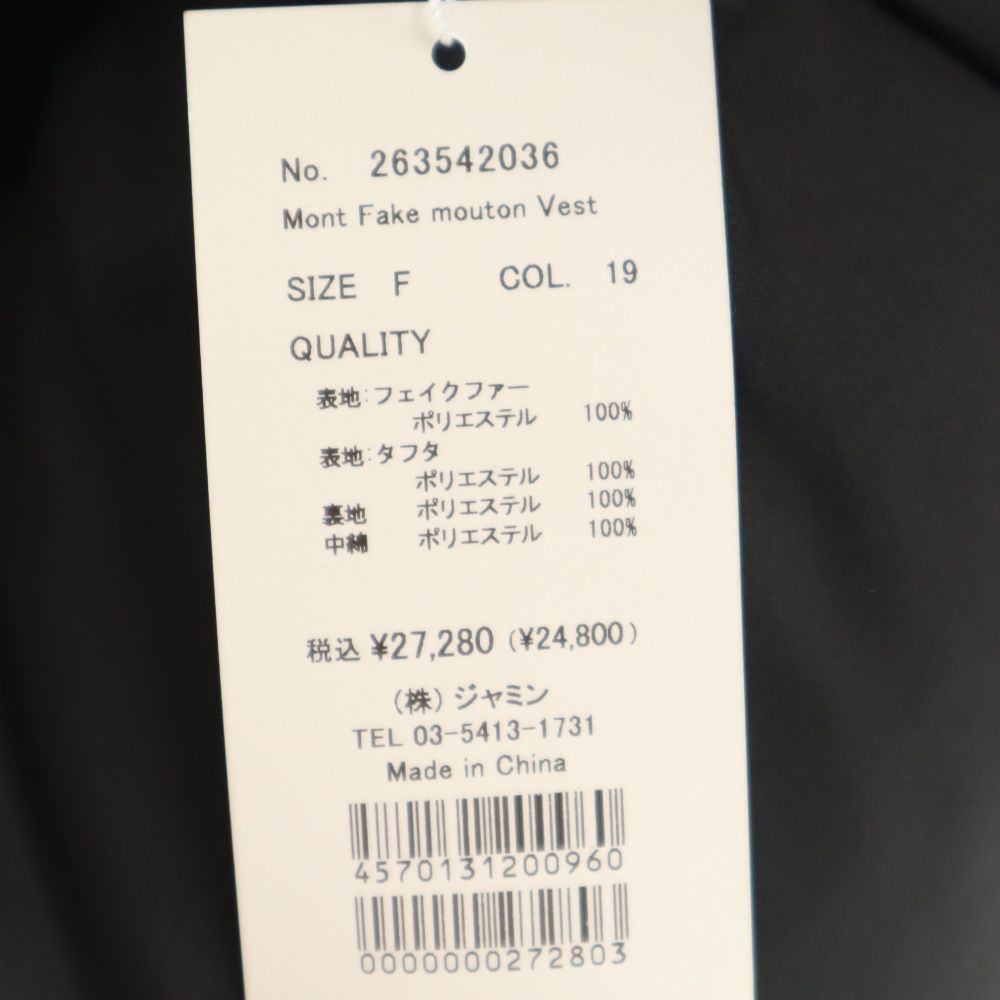 No. 263542036
Mont Fake mouton Vest
SIZE F COL. 19
QUALITY
表地:フェイクファー
ポリエステル 100%
表地:タフタ
ポリエステル 100%
裏地 ポリエステル 100%
中綿 ポリエステル 100%
税込 ¥27,280 (¥24,800)
(株)ジャミン
TEL 03-5413-1731
Made in China
4570131200960
0000000272803